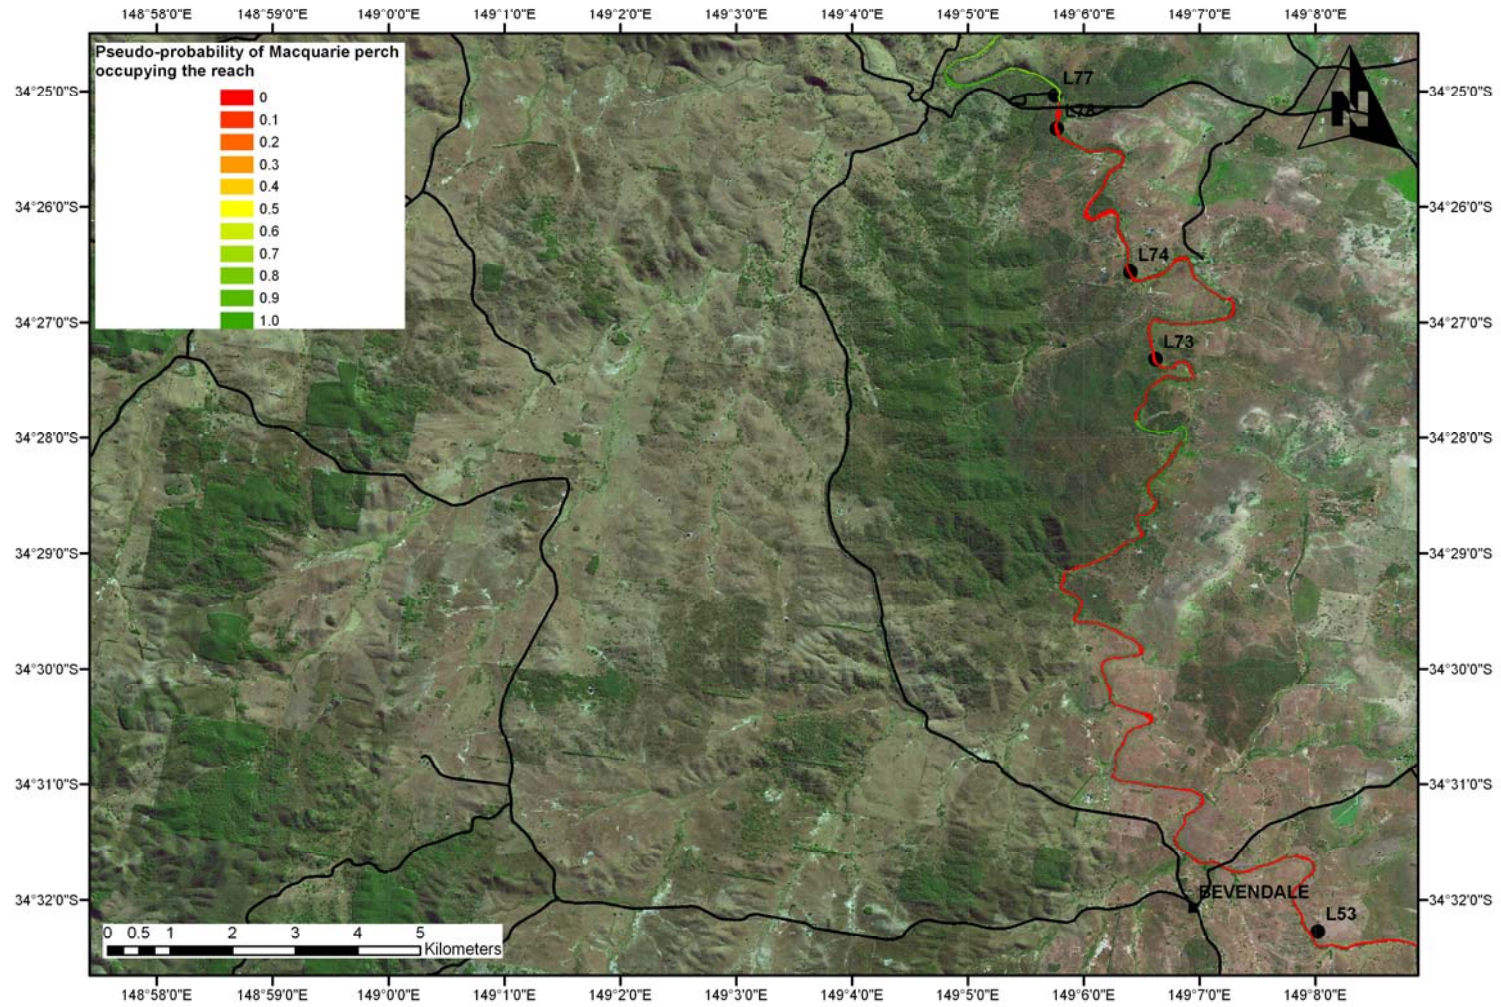 148°58'0"E 148°59'0"E 149°0'0"E 149°1'0"E 149°2'0"E 149°3'0"E 149°4'0"E 149°5'0"E 149°6'0"E 149°7'0"E 149°8'0"E
Pseudo-probability of Macquarie perch
occupying the reach
0
0.1
0.2
0.3
0.4
0.5
0.6
0.7
0.8
0.9
1.0
N
34°25'0"S 34°25'0"S
34°26'0"S 34°26'0"S
34°27'0"S 34°27'0"S
34°28'0"S 34°28'0"S
34°29'0"S 34°29'0"S
34°30'0"S 34°30'0"S
34°31'0"S 34°31'0"S
34°32'0"S 34°32'0"S
L77
L74
L73
BEVENDALE
L53
0 0.5 1 2 3 4 5
Kilometers
148°58'0"E 148°59'0"E 149°0'0"E 149°1'0"E 149°2'0"E 149°3'0"E 149°4'0"E 149°5'0"E 149°6'0"E 149°7'0"E 149°8'0"E